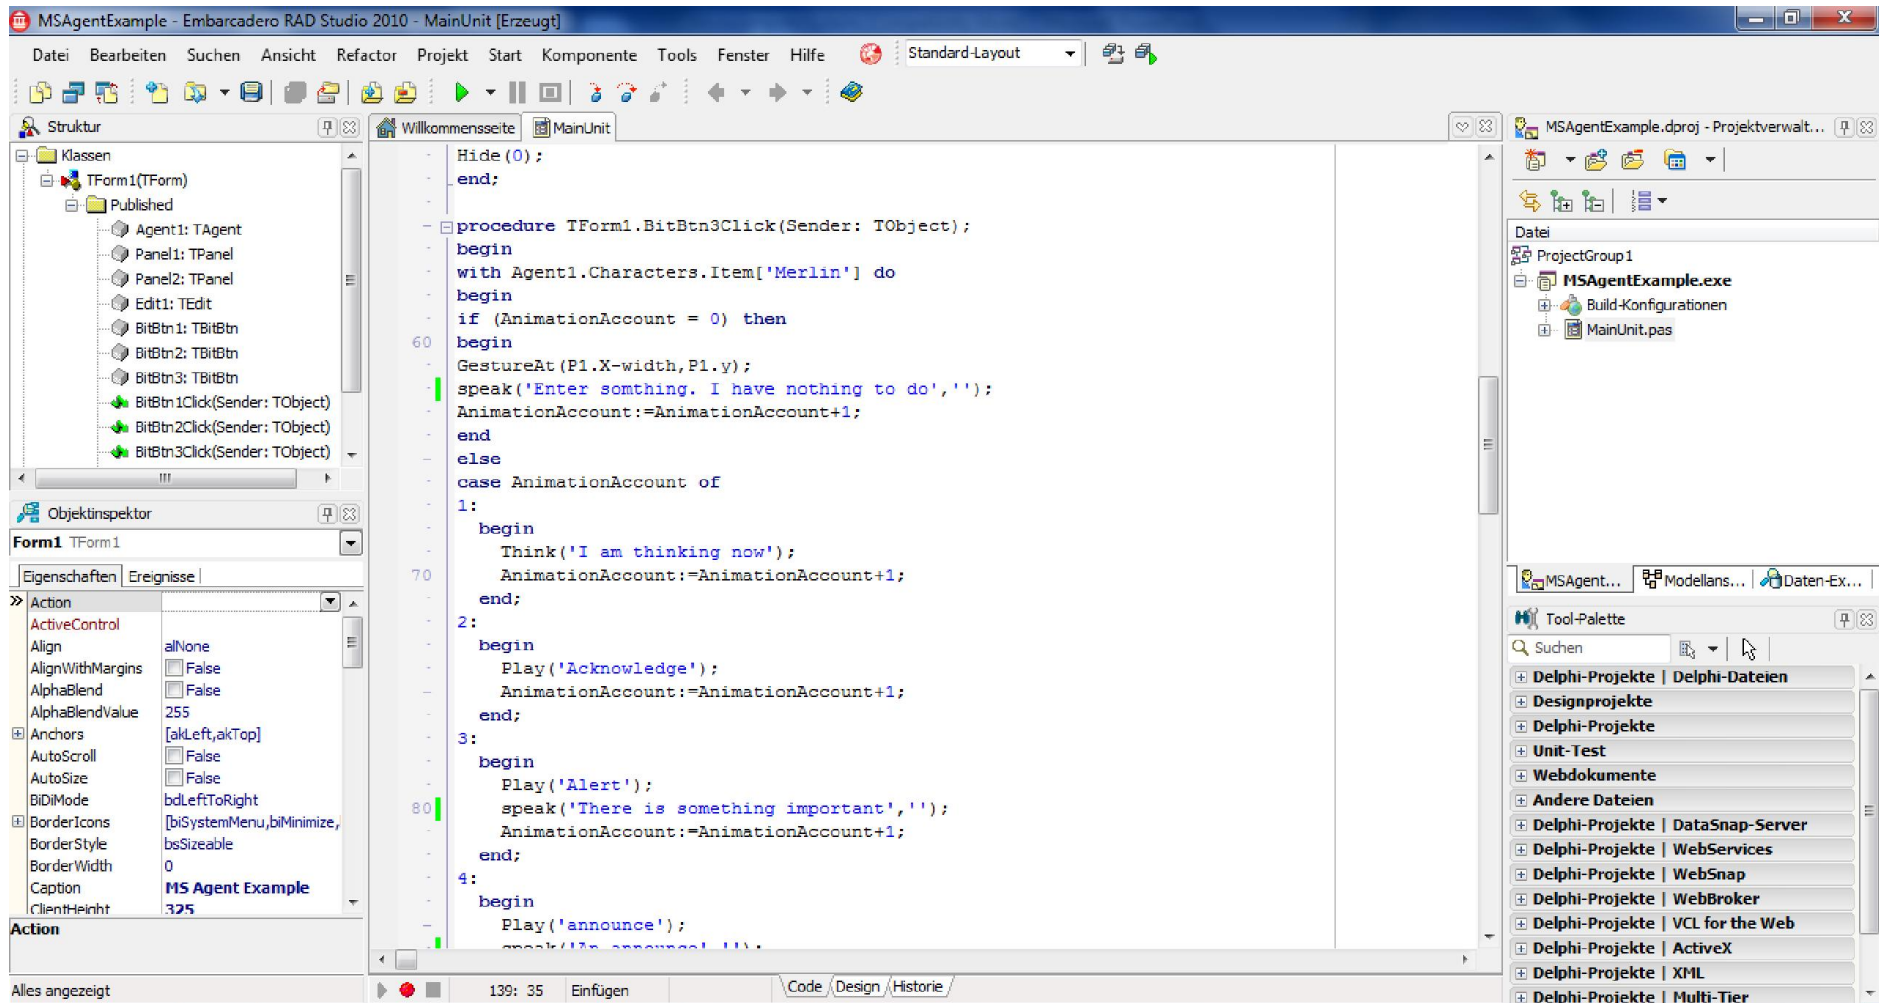 MSAgentExample - Embarcadero RAD Studio 2010 - MainUnit [Erzeugt]
Datei Bearbeiten Suchen Ansicht Refactor Projekt Start Komponente Tools Fenster Hilfe Standard-Layout
Struktur
Klassen
TForm1(TForm)
Published
Agent1: TAgent
Panel1: TPanel
Panel2: TPanel
Edit1: TEdit
BitBtn1: TBitBtn
BitBtn2: TBitBtn
BitBtn3: TBitBtn
BitBtn1Click(Sender: TObject)
BitBtn2Click(Sender: TObject)
BitBtn3Click(Sender: TObject)
Objektinspektor
Form1 TForm1
Eigenschaften Ereignisse
Action
ActiveControl
Align alNone
AlignWithMargins False
AlphaBlend False
AlphaBlendValue 255
Anchors [akLeft,akTop]
AutoScroll False
AutoSize False
BiDiMode bdLeftToRight
BorderIcons [biSystemMenu,biMinimize,
BorderStyle bsSizeable
BorderWidth 0
Caption MS Agent Example
ClientHeight 325
Action
Alles angezeigt
Willkommensseite MainUnit
Hide(0);
end;
procedure TForm1.BitBtn3Click(Sender: TObject);
begin
with Agent1.Characters.Item['Merlin'] do
begin
if (AnimationAccount = 0) then
60 begin
GestureAt(P1.X-width,P1.y);
speak('Enter somthing. I have nothing to do','');
AnimationAccount:=AnimationAccount+1;
end
else
case AnimationAccount of
1:
begin
Think('I am thinking now');
70 AnimationAccount:=AnimationAccount+1;
end;
2:
begin
Play('Acknowledge');
AnimationAccount:=AnimationAccount+1;
end;
3:
begin
Play('Alert');
80 speak('There is something important','');
AnimationAccount:=AnimationAccount+1;
end;
4:
begin
Play('announce');
speak('An announce','');
139: 35 Einfügen Code Design Historie
MSAgentExample.dproj - Projektverwalt...
Datei
ProjectGroup1
MSAgentExample.exe
Build-Konfigurationen
MainUnit.pas
MSAgent... Modellans... Daten-Ex...
Tool-Palette
Suchen
Delphi-Projekte | Delphi-Dateien
Designprojekte
Delphi-Projekte
Unit-Test
Webdokumente
Andere Dateien
Delphi-Projekte | DataSnap-Server
Delphi-Projekte | WebServices
Delphi-Projekte | WebSnap
Delphi-Projekte | WebBroker
Delphi-Projekte | VCL for the Web
Delphi-Projekte | ActiveX
Delphi-Projekte | XML
Delphi-Projekte | Multi-Tier